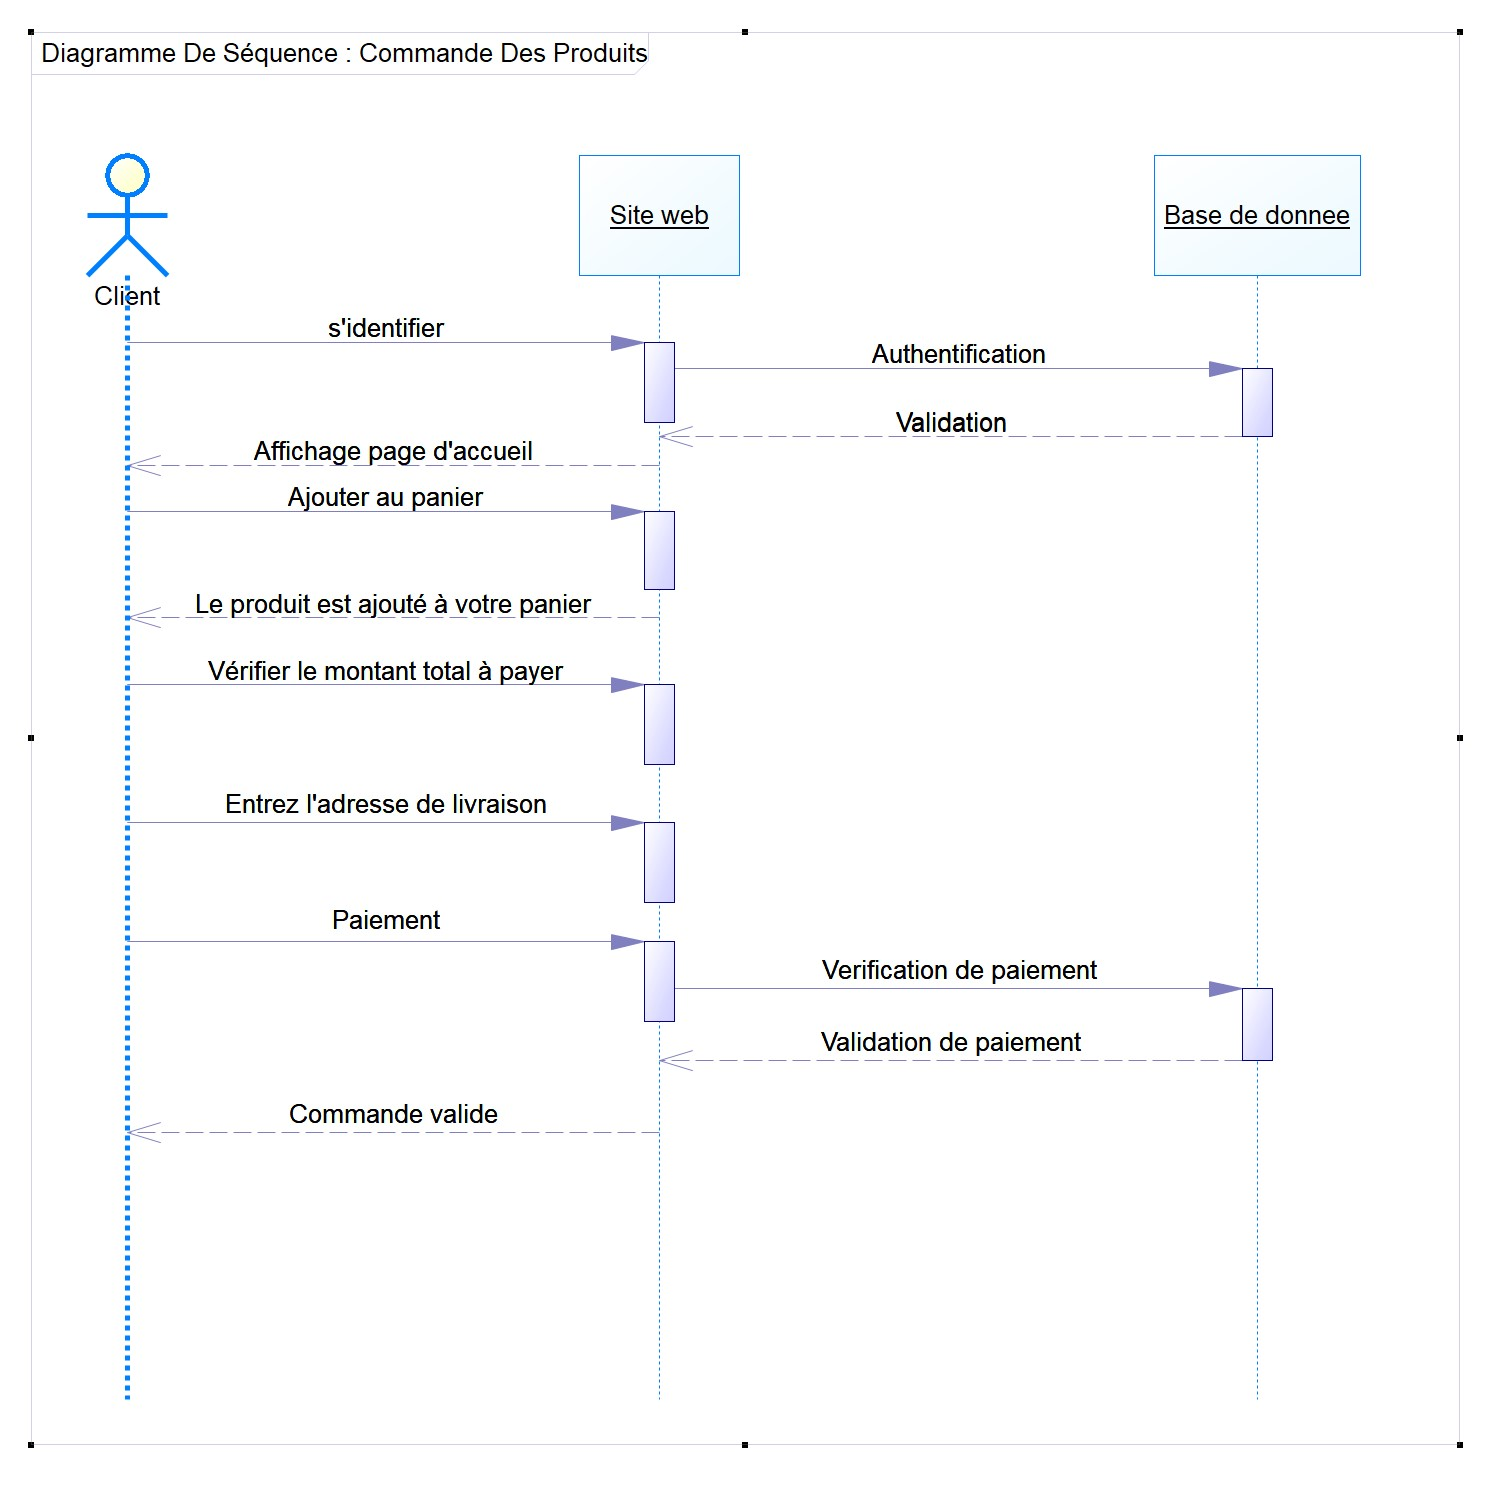 Diagramme De Séquence : Commande Des Produits
Site web
Base de donnee
Client
s'identifier
Authentification
Validation
Affichage page d'accueil
Ajouter au panier
Le produit est ajouté à votre panier
Vérifier le montant total à payer
Entrez l'adresse de livraison
Paiement
Verification de paiement
Validation de paiement
Commande valide